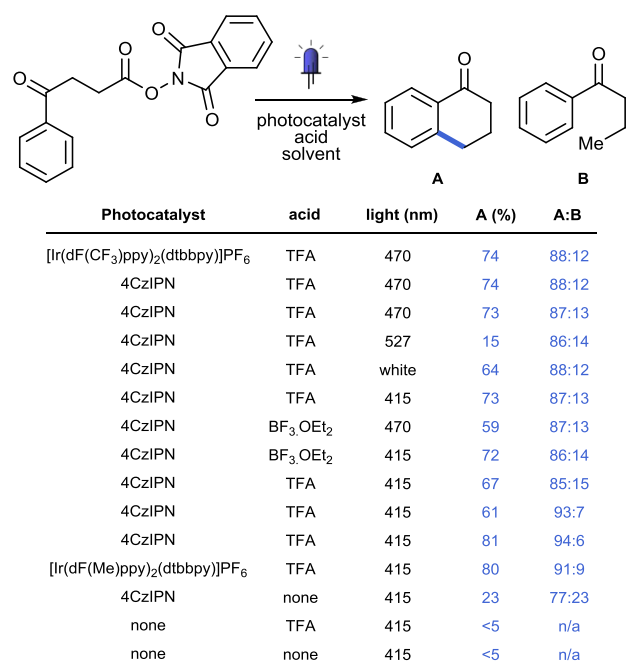 O
O
O
O
N
O
O
photocatalyst
acid
solvent
O
A
O
Me
B
Photocatalyst acid light (nm) A (%) A:B
[Ir(dF(CF3)ppy)2(dtbbpy)]PF6 TFA 470 74 88:12
4CzIPN TFA 470 74 88:12
4CzIPN TFA 470 73 87:13
4CzIPN TFA 527 15 86:14
4CzIPN TFA white 64 88:12
4CzIPN TFA 415 73 87:13
4CzIPN BF3.OEt2 470 59 87:13
4CzIPN BF3.OEt2 415 72 86:14
4CzIPN TFA 415 67 85:15
4CzIPN TFA 415 61 93:7
4CzIPN TFA 415 81 94:6
[Ir(dF(Me)ppy)2(dtbbpy)]PF6 TFA 415 80 91:9
4CzIPN none 415 23 77:23
none TFA 415 <5 n/a
none none 415 <5 n/a